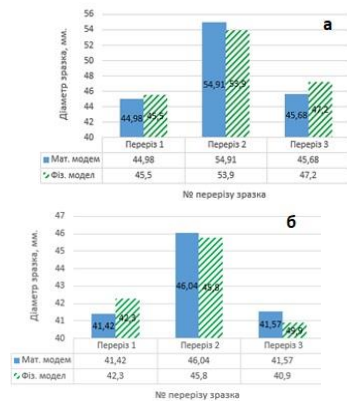 а
Діаметр зразка, мм.
56
54
52
50
48
46
44
42
40
44,98
45,5
54,91
53,9
45,68
47,2
Переріз 1 Переріз 2 Переріз 3
Мат. модем 44,98 54,91 45,68
Фіз. модел 45,5 53,9 47,2
№ перерізу зразка
б
Діаметр зразка, мм.
47
46
45
44
43
42
41
40
41,42
42,3
46,04
45,8
41,57
Переріз 1 Переріз 2 Переріз 3
Мат. модем 41,42 46,04 41,57
Фіз. модел 42,3 45,8 40,9
№ перерізу зразка